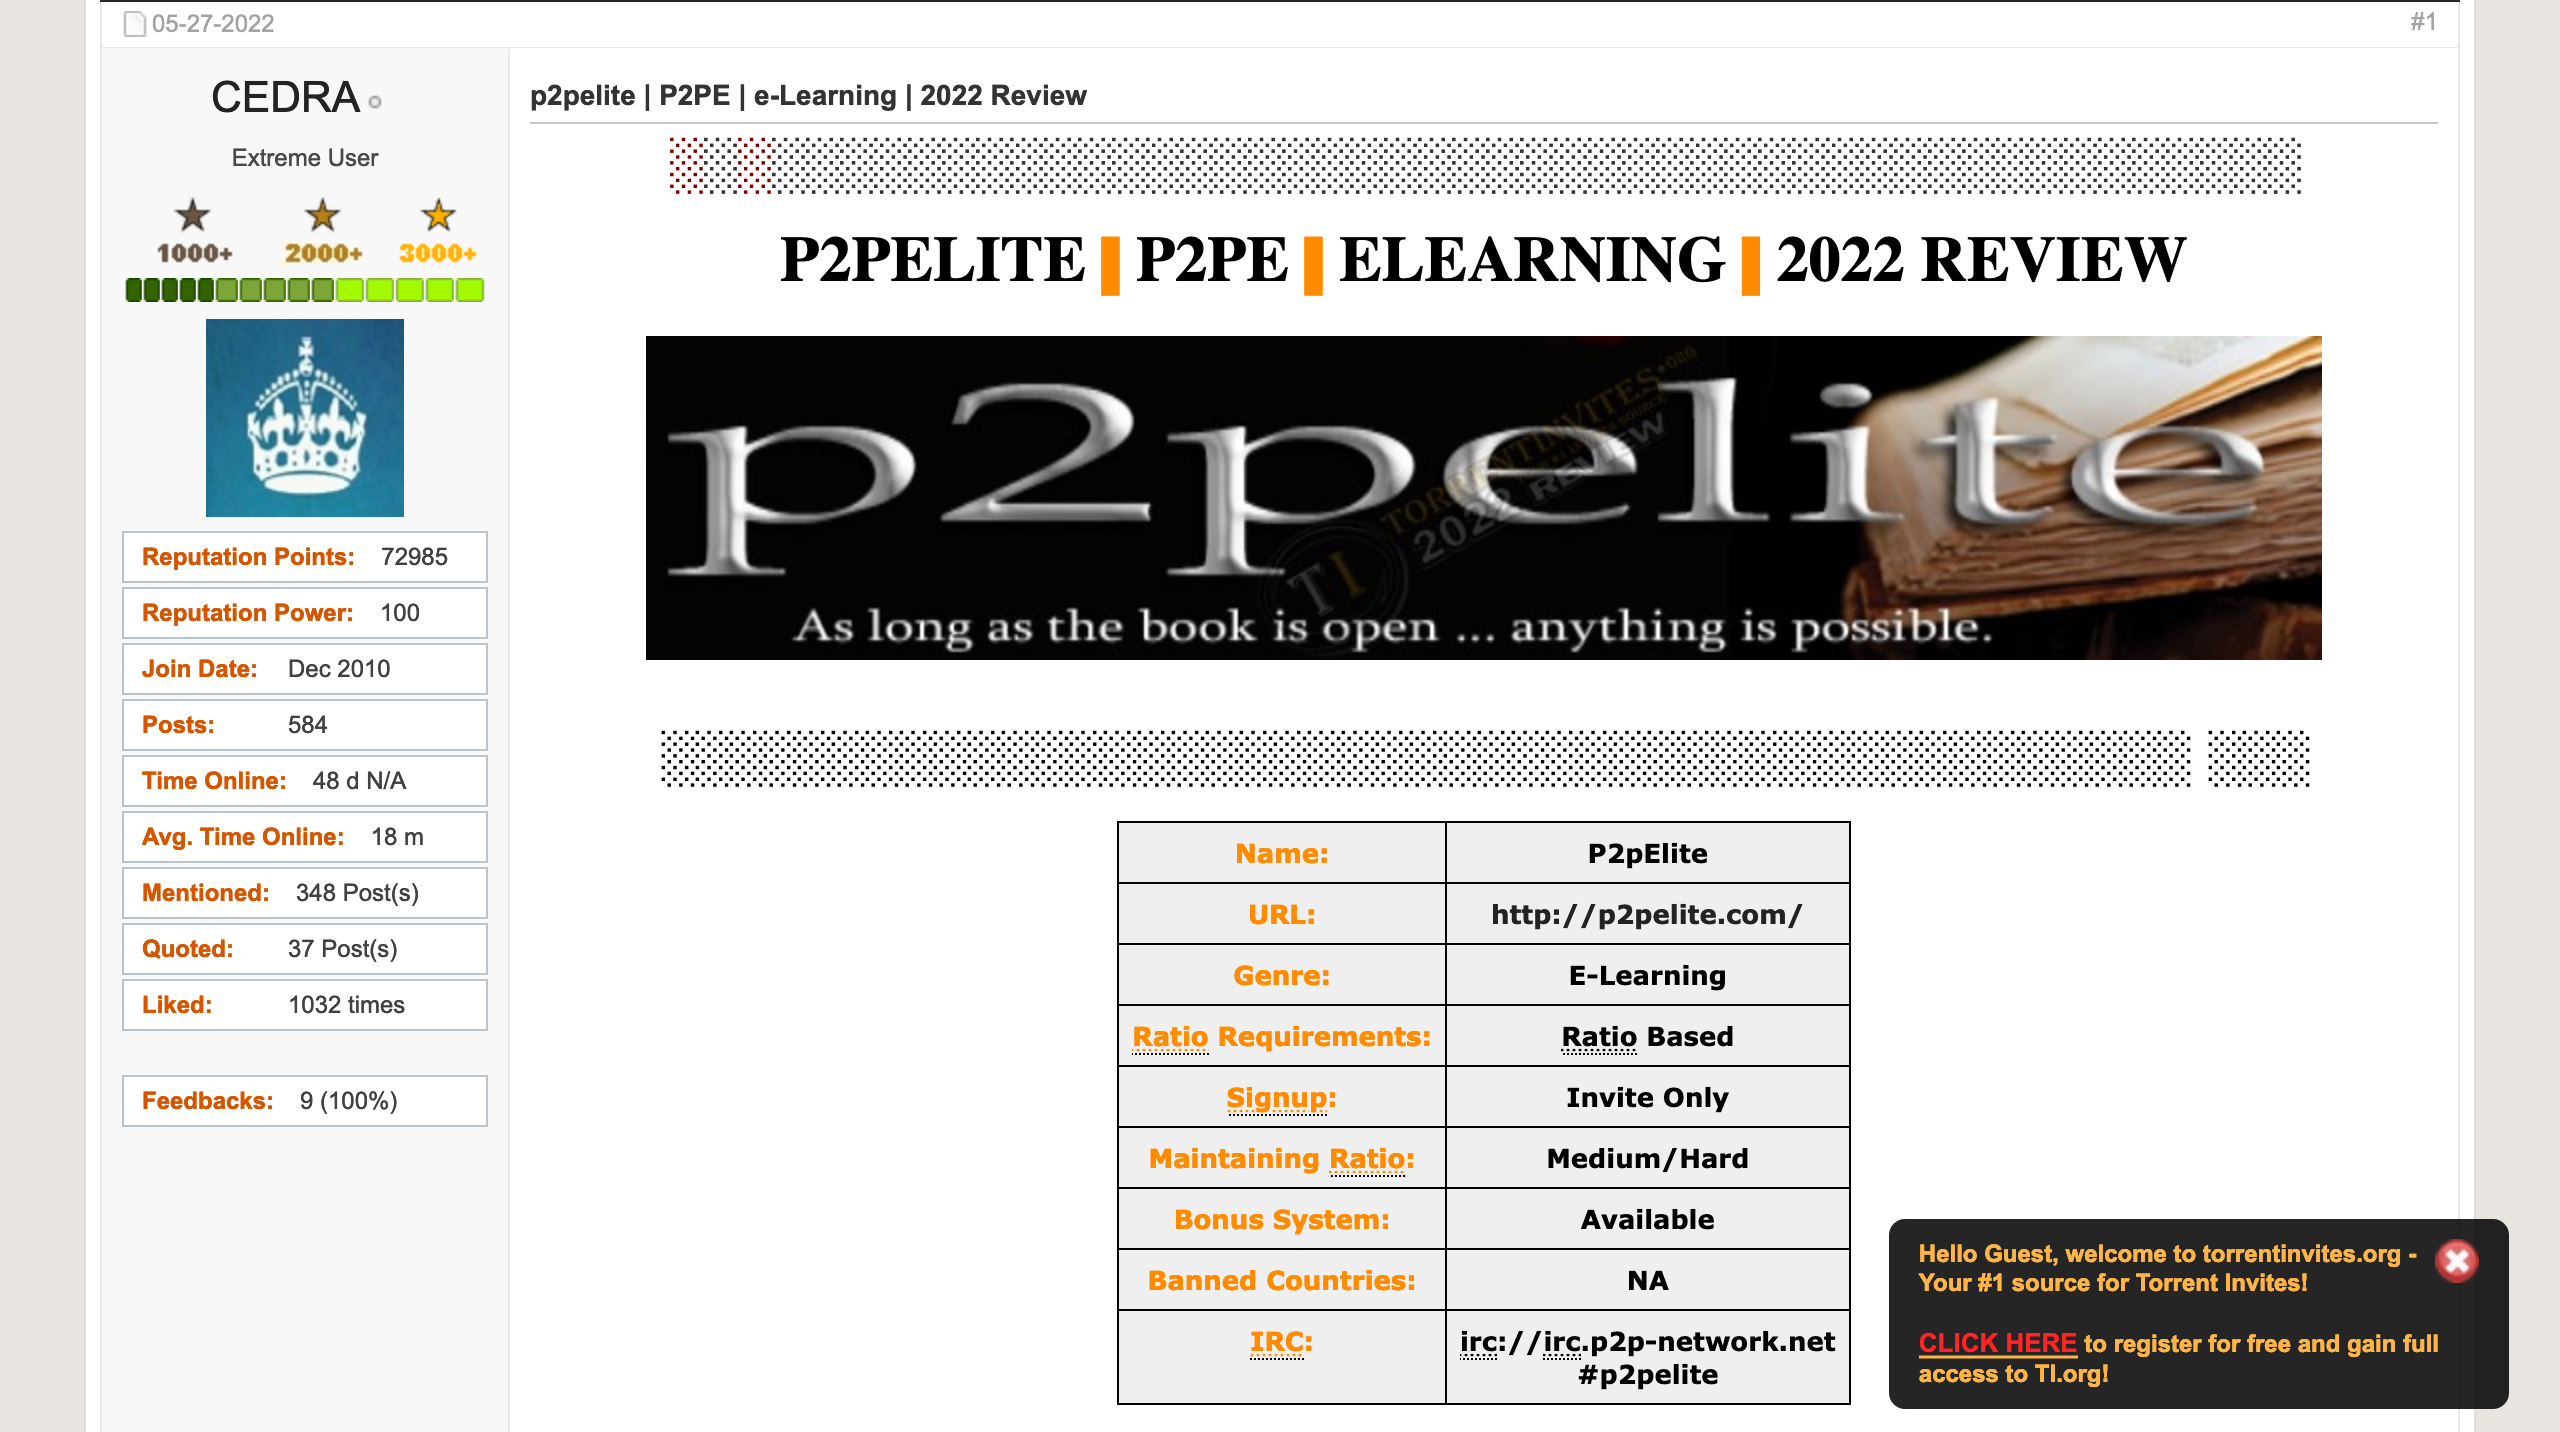 05-27-2022
#1
CEDRA
Extreme User
1000+ 2000+ 3000+
Reputation Points: 72985
Reputation Power: 100
Join Date: Dec 2010
Posts: 584
Time Online: 48 d N/A
Avg. Time Online: 18 m
Mentioned: 348 Post(s)
Quoted: 37 Post(s)
Liked: 1032 times
Feedbacks: 9 (100%)
p2pelite | P2PE | e-Learning | 2022 Review
P2PELITE | P2PE | ELEARNING | 2022 REVIEW
p2pelite
TORRENTINVITES.ORG
2022 REVIEW
TI
As long as the book is open ... anything is possible.
Name: P2pElite
URL: http://p2pelite.com/
Genre: E-Learning
Ratio Requirements: Ratio Based
Signup: Invite Only
Maintaining Ratio: Medium/Hard
Bonus System: Available
Banned Countries: NA
IRC: irc://irc.p2p-network.net
#p2pelite
Hello Guest, welcome to torrentinvites.org -
Your #1 source for Torrent Invites!
CLICK HERE to register for free and gain full
access to TI.org!